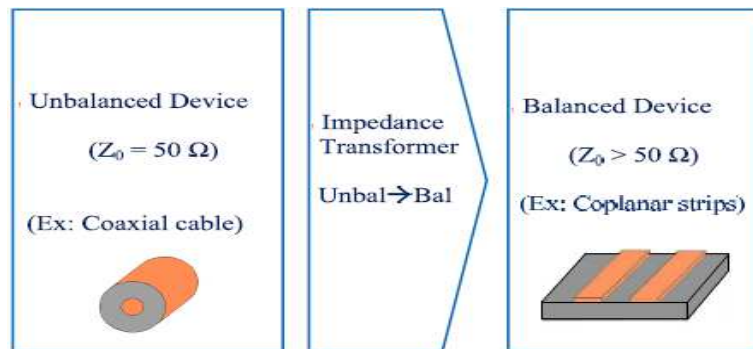 Unbalanced Device
(Z₀ = 50 Ω)
(Ex: Coaxial cable)
Impedance
Transformer
Unbal→Bal
Balanced Device
(Z₀ > 50 Ω)
(Ex: Coplanar strips)